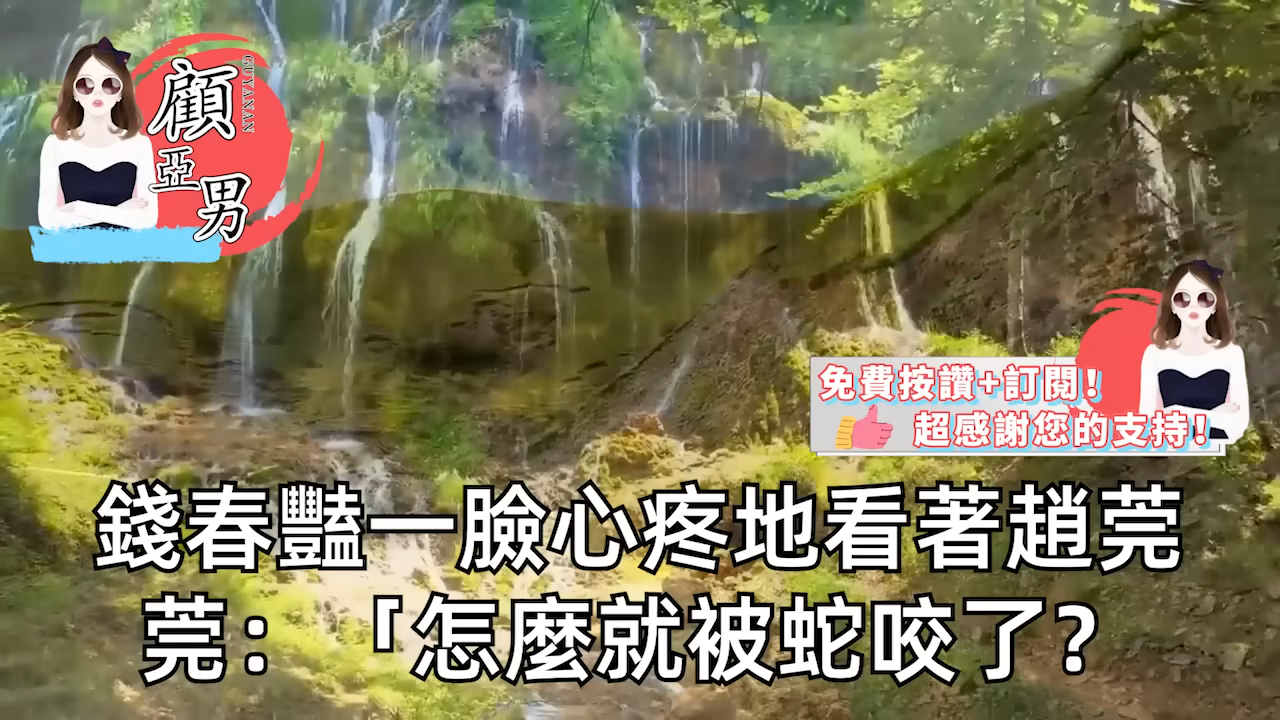 顧亞男
GUYANAN
免費按讚+訂閱!
超感謝您的支持!
錢春豔一臉心疼地看著趙莞
莞：「怎麼就被蛇咬了?